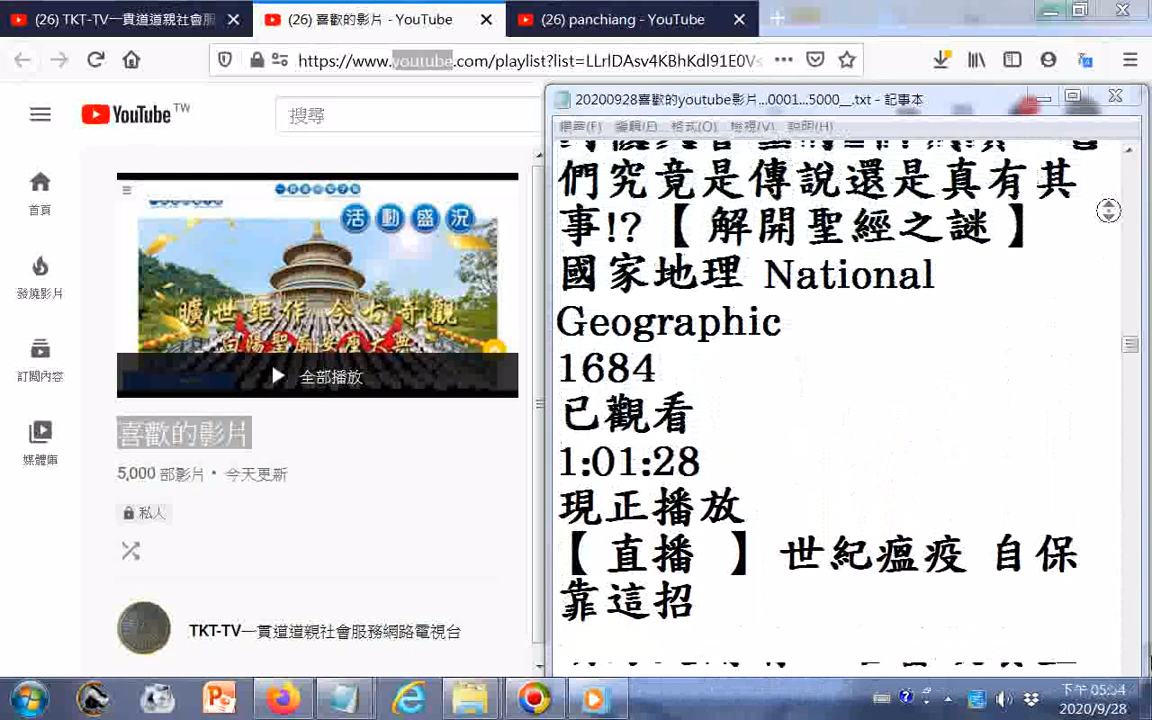 (26) TKT-TV一貫道道親社會服
(26) 喜歡的影片 - YouTube
(26) panchiang - YouTube
https://www.youtube.com/playlist?list=LLrlDAsv4KBhKdl91E0Vs
YouTube TW
搜尋
首頁
發燒影片
訂閱內容
媒體庫
活動盛況
曠世鉅作 今古奇觀
全部播放
喜歡的影片
5,000 部影片 • 今天更新
私人
TKT-TV一貫道道親社會服務網路電視台
20200928喜歡的youtube影片...0001...5000__.txt - 記事本
檔案(F) 編輯(E) 格式(O) 檢視(V) 說明(H)
們究竟是傳說還是真有其
事!? 【解開聖經之謎】
國家地理 National
Geographic
1684
已觀看
1:01:28
現正播放
【 直播 】 世紀瘟疫 自保
靠這招
下午 05:04
2020/9/28